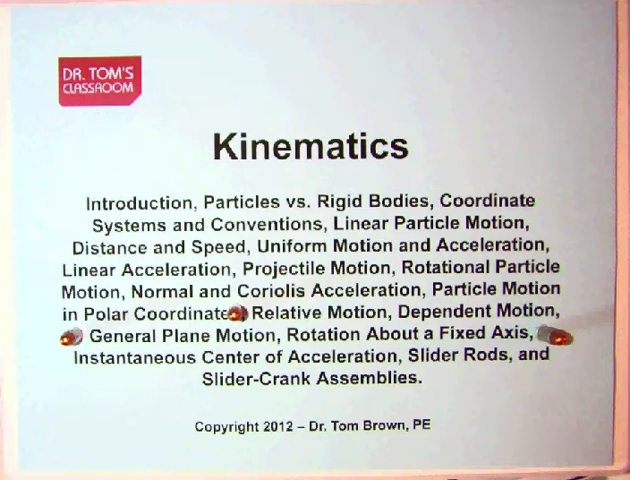 DR. TOM'S
CLASSROOM
Kinematics
Introduction, Particles vs. Rigid Bodies, Coordinate
Systems and Conventions, Linear Particle Motion,
Distance and Speed, Uniform Motion and Acceleration,
Linear Acceleration, Projectile Motion, Rotational Particle
Motion, Normal and Coriolis Acceleration, Particle Motion
in Polar Coordinate Relative Motion, Dependent Motion,
General Plane Motion, Rotation About a Fixed Axis,
Instantaneous Center of Acceleration, Slider Rods, and
Slider-Crank Assemblies.
Copyright 2012 – Dr. Tom Brown, PE